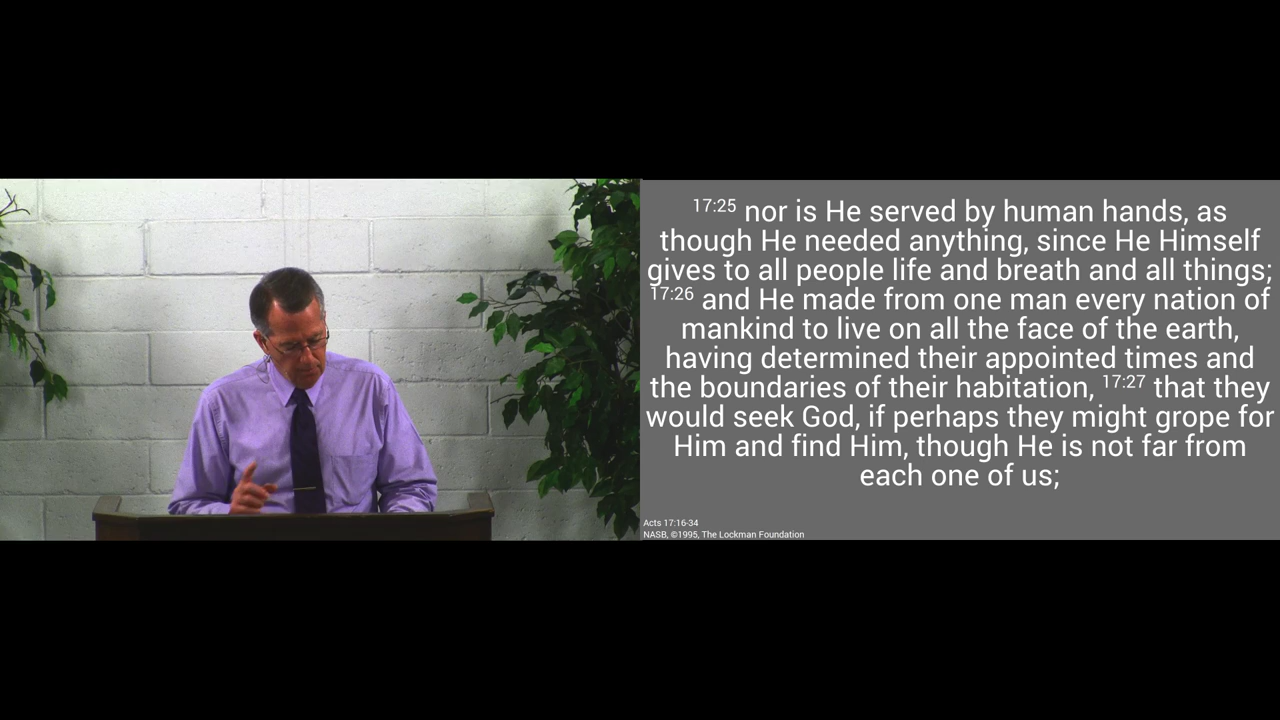 17:25 nor is He served by human hands, as
though He needed anything, since He Himself
gives to all people life and breath and all things;
17:26 and He made from one man every nation of
mankind to live on all the face of the earth,
having determined their appointed times and
the boundaries of their habitation, 17:27 that they
would seek God, if perhaps they might grope for
Him and find Him, though He is not far from
each one of us;
Acts 17:16-34
NASB, ©1995, The Lockman Foundation